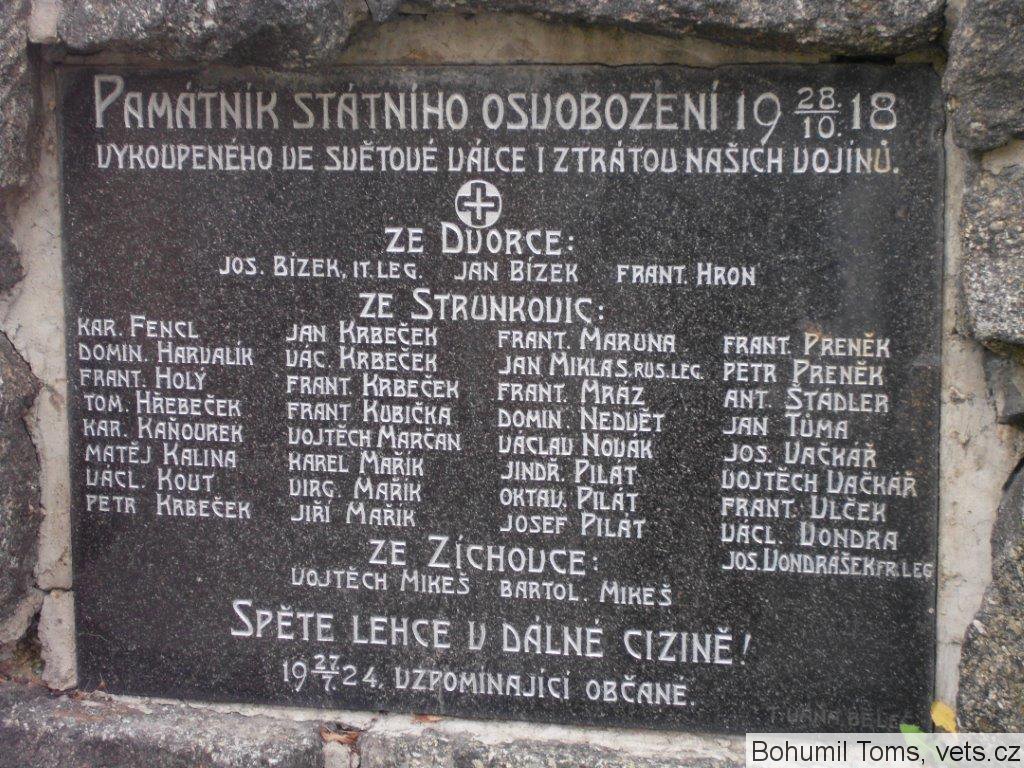 PAMÁTNÍK STÁTNÍHO OSVOBOZENÍ 19 28./10. 18
VYKOUPENÉHO VE SVĚTOVÉ VÁLCE I ZTRÁTOU NAŠICH VOJÍNŮ.
ZE DVORCE:
JOS. BÍZEK, IT. LEG. JAN BÍZEK FRANT. HRON
ZE STRUNKOVIC:
KAR. FENCL
DOMIN. HARVALÍK
FRANT. HOLÝ
TOM. HŘEBEČEK
KAR. KAŇOUREK
MATĚJ KALINA
VÁCL. KOUT
PETR KRBEČEK
JAN KRBEČEK
VÁC. KRBEČEK
FRANT. KRBEČEK
FRANT. KUBIČKA
VOJTĚCH MARČAN
KAREL MAŘÍK
VIRG. MAŘÍK
JIŘÍ MAŘÍK
FRANT. MARUNA
JAN MIKLAS, RUS. LEG.
FRANT. MRÁZ
DOMIN. NEDVĚT
VÁCLAV NOVÁK
JINDŘ. PILÁT
OKTAV. PILÁT
JOSEF PILÁT
FRANT. PRENĚK
PETR PRENĚK
ANT. ŠTÁDLER
JAN TŮMA
JOS. VAČKÁŘ
VOJTĚCH VAČKÁŘ
FRANT. VLČEK
VÁCL. VONDRA
JOS. VONDRÁŠEK FR. LEG
ZE ZÍCHOVCE:
VOJTĚCH MIKEŠ BARTOL. MIKEŠ
SPĚTE LEHCE V DÁLNÉ CIZINĚ!
19 27/7. 24. VZPOMÍNAJÍCÍ OBČANÉ.
Bohumil Toms, vets.cz